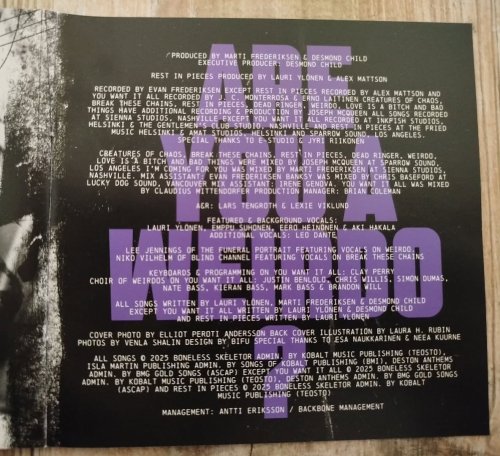 ARE
YOU A
WEIRDO
?
PRODUCED BY MARTI FREDERIKSEN & DESMOND CHILD
EXECUTIVE PRODUCER: DESMOND CHILD
REST IN PIECES PRODUCED BY LAURI YLÖNEN & ALEX MATTSON
RECORDED BY EVAN FREDERIKSEN EXCEPT REST IN PIECES RECORDED BY ALEX MATTSON AND
YOU WANT IT ALL RECORDED BY J. C. MONTERROSA & ERNO LAITINEN CREATURES OF CHAOS,
BREAK THESE CHAINS, REST IN PIECES, DEAD RINGER, WEIRDO, LOVE IS A BITCH AND BAD
THINGS HAVE ADDITIONAL RECORDING & PRODUCTION BY JOSEPH MCQUEEN ALL SONGS RECORDED
AT SIENNA STUDIOS, NASHVILLE EXCEPT YOU WANT IT ALL RECORDED AT INKFISH STUDIOS,
HELSINKI & THE GENTLEMEN'S CLUB STUDIO, NASHVILLE AND REST IN PIECES AT THE FRIED
MUSIC HELSINKI & AMAT STUDIOS, HELSINKI AND SPARROW SOUND, LOS ANGELES.
SPECIAL THANKS TO E-STUDIO & JYRI RIIKONEN
CREATURES OF CHAOS, BREAK THESE CHAINS, REST IN PIECES, DEAD RINGER, WEIRDO,
LOVE IS A BITCH AND BAD THINGS WERE MIXED BY JOSEPH MCQUEEN AT SPARROW SOUND,
LOS ANGELES I'M COMING FOR YOU WAS MIXED BY MARTI FREDERIKSEN AT SIENNA STUDIOS,
NASHVILLE, MIX ASSISTANT EVAN FREDERIKSEN BANKSY WAS MIXED BY CHRIS BASEFORD AT
LUCKY DOG SOUND, VANCOUVER MIX ASSISTANT IRENE GENOVA. YOU WANT IT ALL WAS MIXED
BY CLAUDIUS MITTENDORFER PRODUCTION MANAGER: BRIAN COLEMAN
A&R: LARS TENGROTH & LEXIE VIKLUND
FEATURED & BACKGROUND VOCALS:
LAURI YLÖNEN, EMPPU SUHONEN, EERO HEINONEN & AKI HAKALA
ADDITIONAL VOCALS: LEO DANTE
LEE JENNINGS OF THE FUNERAL PORTRAIT FEATURING VOCALS ON WEIRDO,
NIKO VILHELM OF BLIND CHANNEL FEATURING VOCALS ON BREAK THESE CHAINS
KEYBOARDS & PROGRAMMING ON YOU WANT IT ALL: CLAY PERRY
CHOIR OF WEIRDOS ON YOU WANT IT ALL: JUSTIN BENLOLO, CHRIS WILLIS, SIMON DUMAS,
NATE BASS, KIERAN BASS, MARK BASS & BRANDON WILL
ALL SONGS WRITTEN BY LAURI YLÖNEN, MARTI FREDERIKSEN & DESMOND CHILD
EXCEPT YOU WANT IT ALL WRITTEN BY LAURI YLÖNEN & DESMOND CHILD
AND REST IN PIECES WRITTEN BY LAURI YLÖNEN
COVER PHOTO BY ELLIOT PEROTI ANDERSSON BACK COVER ILLUSTRATION BY LAURA H. RUBIN
PHOTOS BY VENLA SHALIN DESIGN BY BIFU SPECIAL THANKS TO ESA NAUKKARINEN & NEEA KUURNE
ALL SONGS © 2025 BONELESS SKELETOR ADMIN. BY KOBALT MUSIC PUBLISHING (TEOSTO),
ISLA MARTIN PUBLISHING ADMIN. BY SONGS OF KOBALT PUBLISHING (BMI), DESTON ANTHEMS
ADMIN. BY BMG GOLD SONGS (ASCAP) EXCEPT YOU WANT IT ALL © 2025 BONELESS SKELETOR
ADMIN. BY KOBALT MUSIC PUBLISHING (TEOSTO), DESTON ANTHEMS ADMIN. BY BMG GOLD SONGS
(ASCAP) AND REST IN PIECES © 2025 BONELESS SKELETOR ADMIN. BY KOBALT
MUSIC PUBLISHING (TEOSTO)
MANAGEMENT: ANTTI ERIKSSON / BACKBONE MANAGEMENT